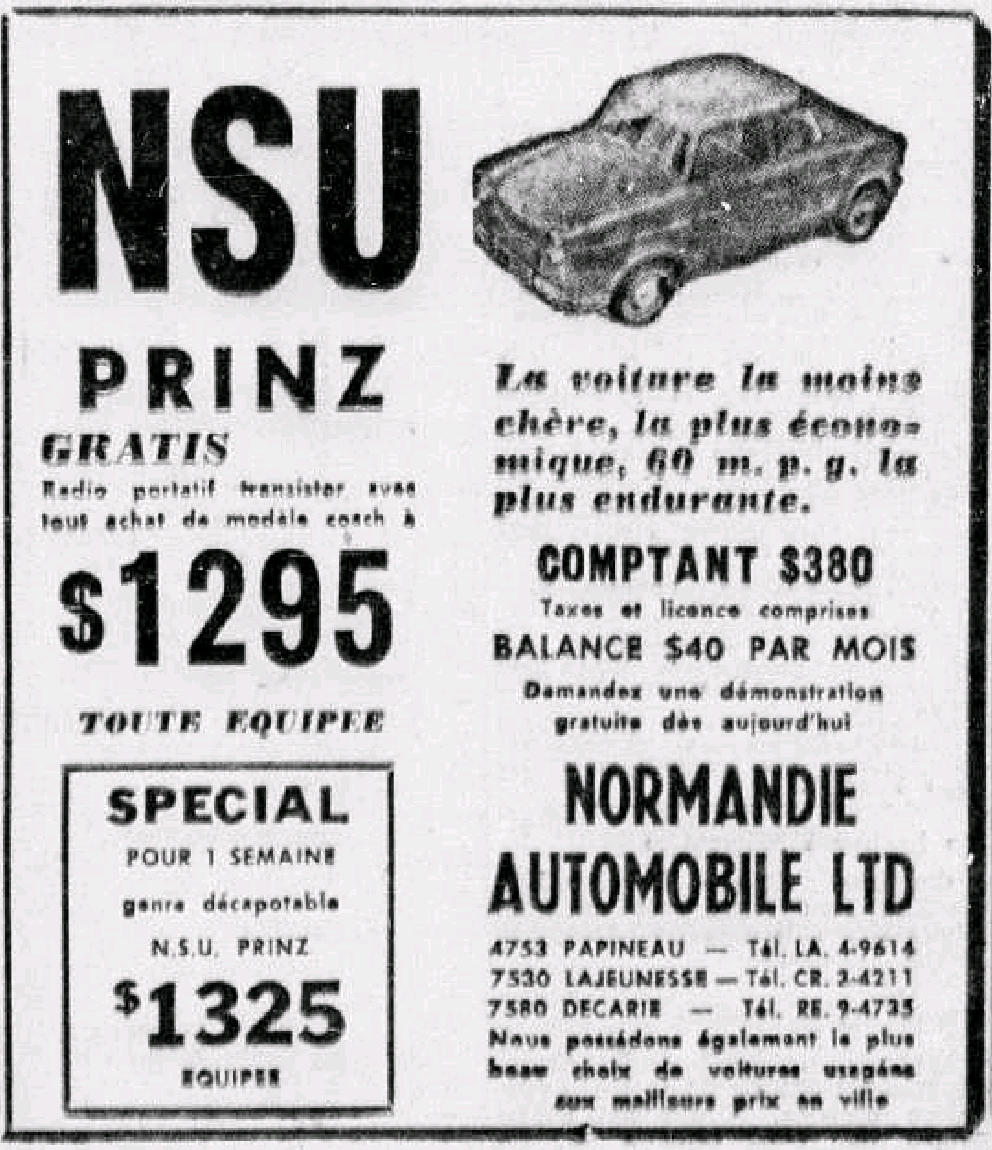 NSU
PRINZ
GRATIS
Radio portatif transistor avec
tout achat de modèle coach à
$1295
TOUTE EQUIPEE
SPECIAL
POUR 1 SEMAINE
genre décapotable
N.S.U. PRINZ
$1325
EQUIPEE
La voiture la moins
chère, la plus écono-
mique, 60 m. p. g. la
plus endurante.
COMPTANT $380
Taxes et licence comprises
BALANCE $40 PAR MOIS
Demandez une démonstration
gratuite dès aujourd'hui
NORMANDIE
AUTOMOBILE LTD
4753 PAPINEAU — Tél. LA. 4-9614
7530 LAJEUNESSE — Tél. CR. 2-4211
7580 DECARIE — Tél. RE. 9-4735
Nous possédons également le plus
beau choix de voitures usagées
aux meilleurs prix en ville